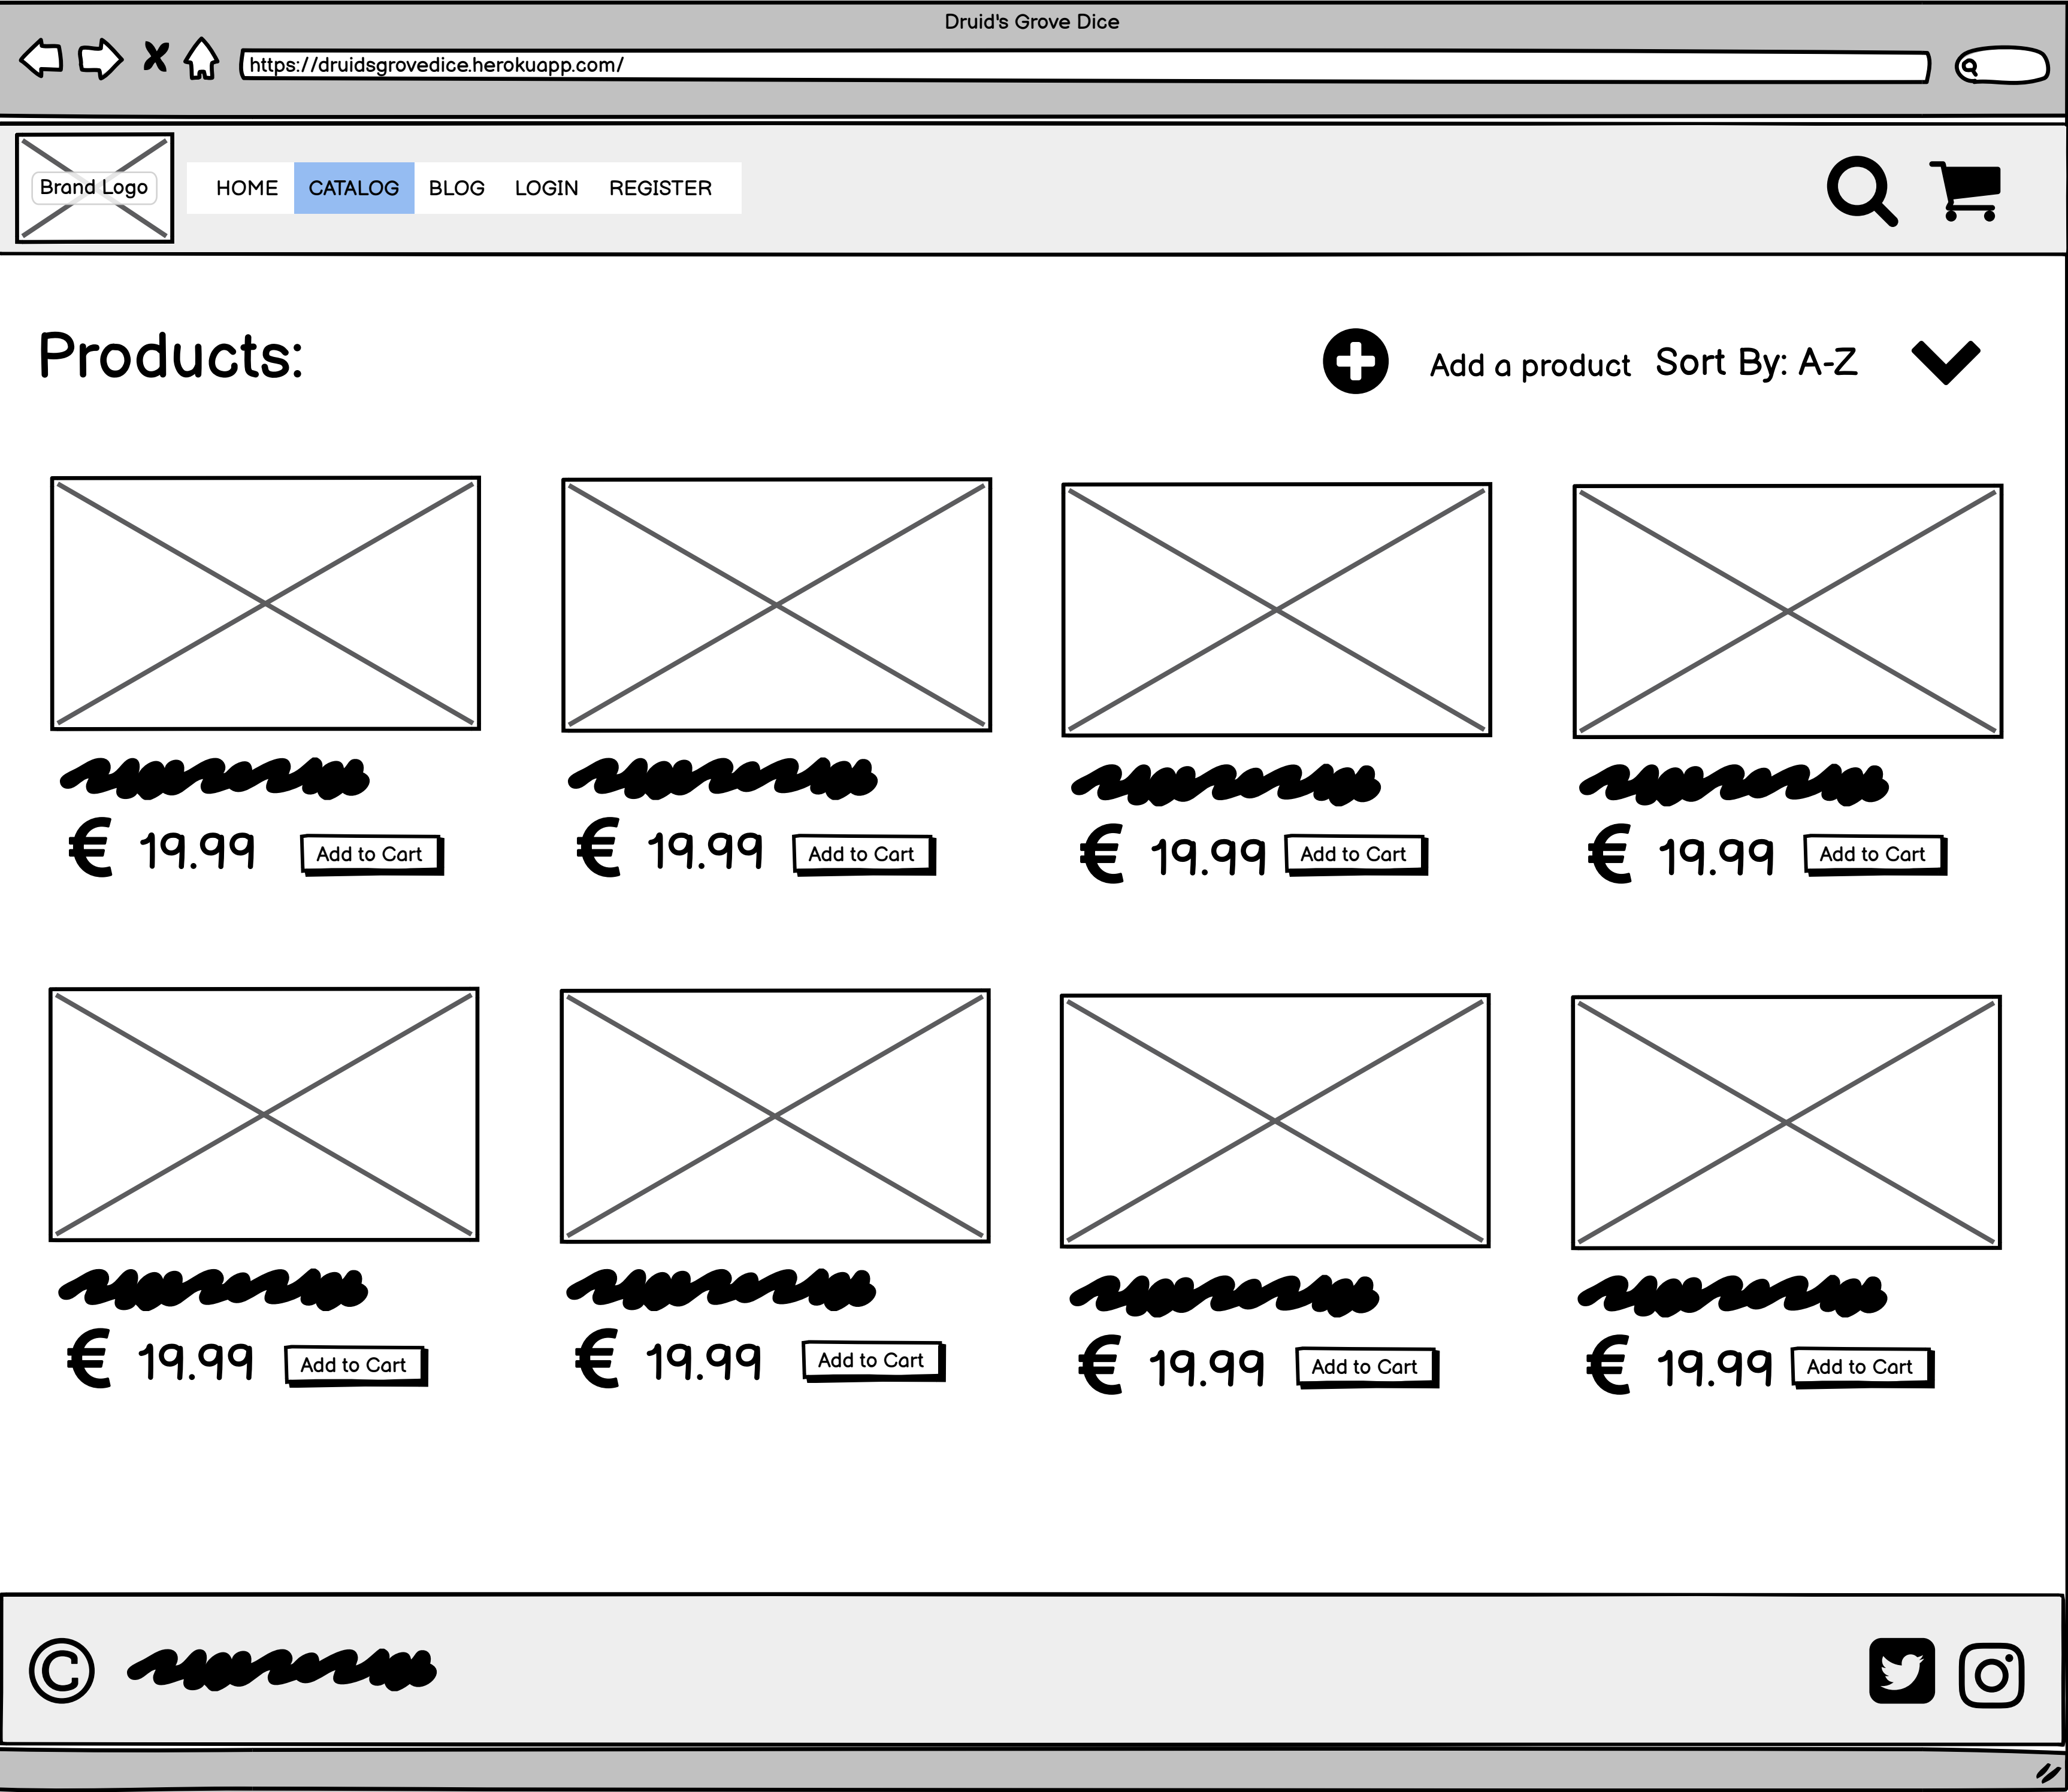 Druid's Grove Dice
https://druidsgrovedice.herokuapp.com/
Brand Logo HOME CATALOG BLOG LOGIN REGISTER
Products: Add a product Sort By: A-Z
€ 19.99 Add to Cart € 19.99 Add to Cart € 19.99 Add to Cart € 19.99 Add to Cart
€ 19.99 Add to Cart € 19.99 Add to Cart € 19.99 Add to Cart € 19.99 Add to Cart
©